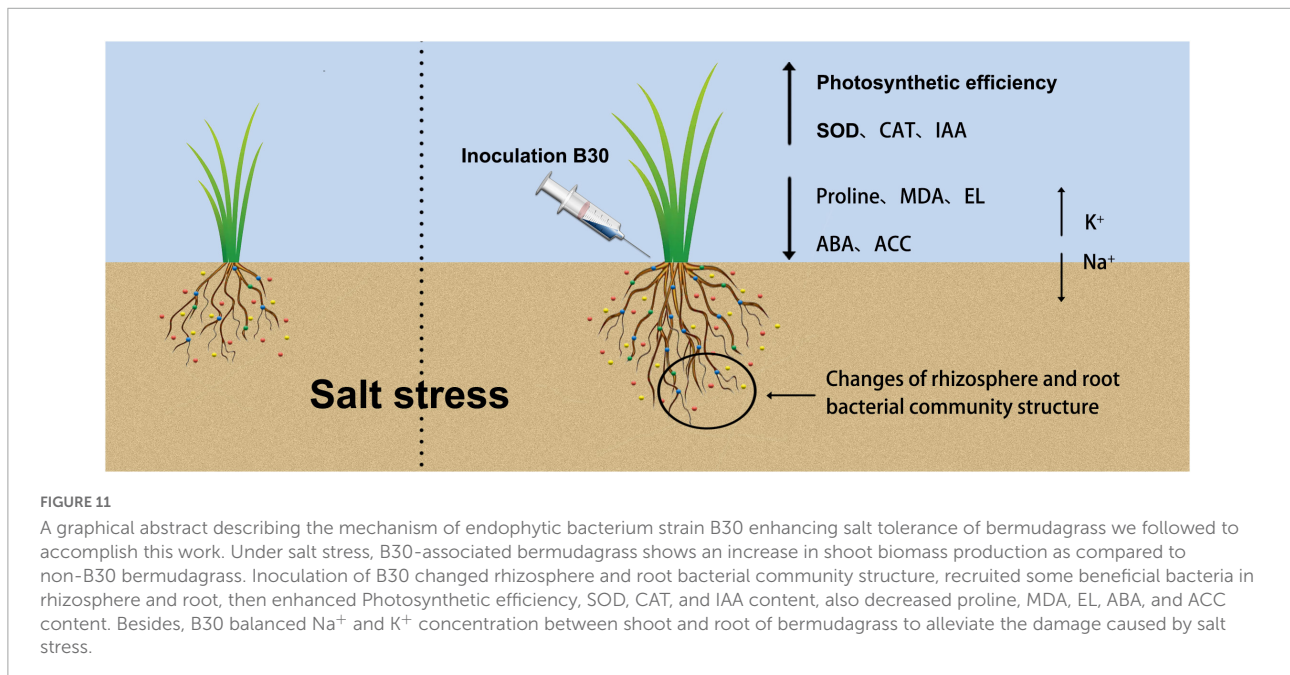 Photosynthetic efficiency
SOD、CAT、IAA
Inoculation B30
Proline、MDA、EL
ABA、ACC
K⁺
Na⁺
Salt stress
Changes of rhizosphere and root
bacterial community structure
FIGURE 11
A graphical abstract describing the mechanism of endophytic bacterium strain B30 enhancing salt tolerance of bermudagrass we followed to
accomplish this work. Under salt stress, B30-associated bermudagrass shows an increase in shoot biomass production as compared to
non-B30 bermudagrass. Inoculation of B30 changed rhizosphere and root bacterial community structure, recruited some beneficial bacteria in
rhizosphere and root, then enhanced Photosynthetic efficiency, SOD, CAT, and IAA content, also decreased proline, MDA, EL, ABA, and ACC
content. Besides, B30 balanced Na⁺ and K⁺ concentration between shoot and root of bermudagrass to alleviate the damage caused by salt
stress.